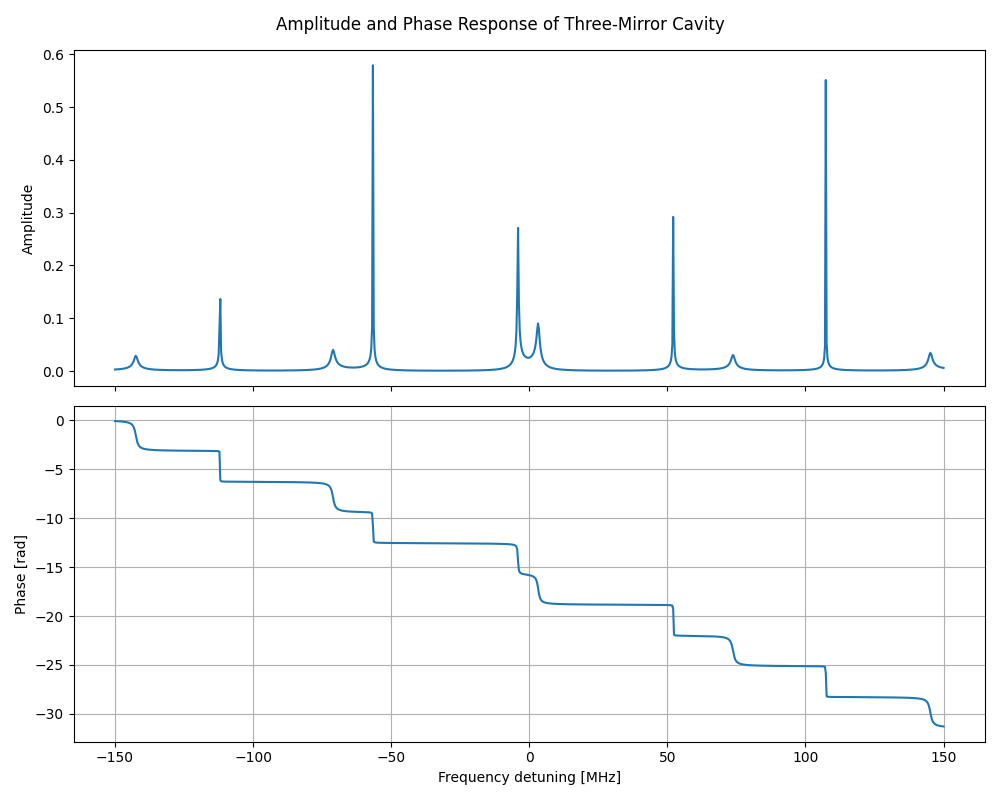 Amplitude and Phase Response of Three-Mirror Cavity
0.6
0.5
0.4
0.3
0.2
0.1
0.0
Amplitude
0
−5
−10
−15
−20
−25
−30
Phase [rad]
−150 −100 −50 0 50 100 150
Frequency detuning [MHz]